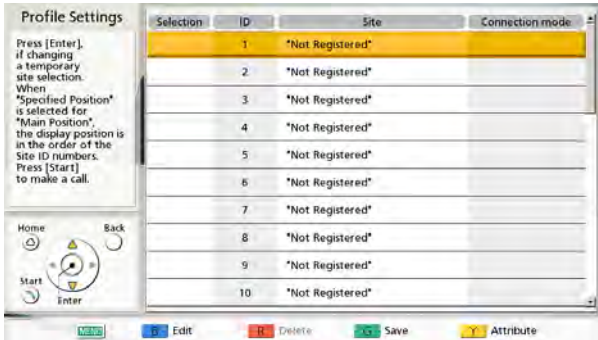 Profile Settings
Press [Enter],
if changing
a temporary
site selection.
When
"Specified Position"
is selected for
"Main Position",
the display position is
in the order of the
Site ID numbers.
Press [Start]
to make a call.
Home
Back
Start
Enter
Selection ID Site Connection mode
1 "Not Registered"
2 "Not Registered"
3 "Not Registered"
4 "Not Registered"
5 "Not Registered"
6 "Not Registered"
7 "Not Registered"
8 "Not Registered"
9 "Not Registered"
10 "Not Registered"
MENU B Edit R Delete G Save Y Attribute